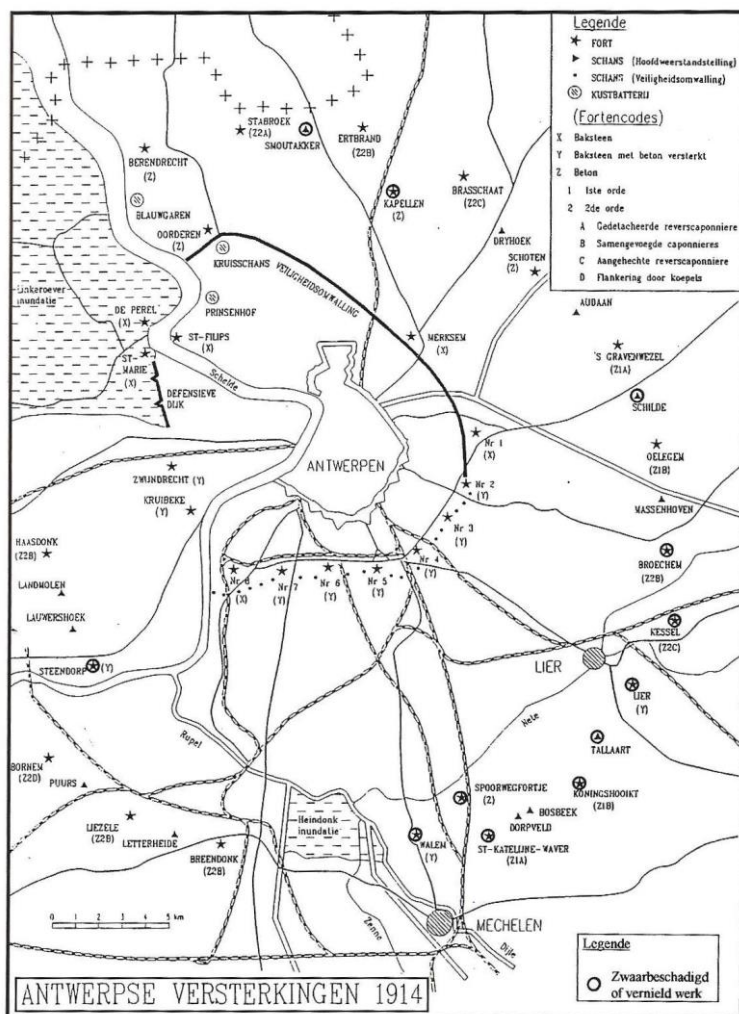 Legende
FORT
SCHANS (Hoofdweerstandstelling)
SCHANS (Veiligheidsomwalling)
KUSTBATTERIJ
(Fortencodes)
X Baksteen
Y Baksteen met beton versterkt
Z Beton
1 1ste orde
2 2de orde
A Gedetacheerde reverscaponniere
B Samengevoegde caponnieres
C Aangehechte reverscaponniere
D Flankering door koepels
STABROEK
(Z2A)
SMOUTAKKER
ERTBRAND
(Z2B)
BERENDRECHT
(Z)
KAPELLEN
(Z)
BRASSCHAAT
(Z2C)
BLAUWGAREN
OORDEREN
(Z)
KRUISSCHANS
VEILIGHEIDSOMWALLING
DRYHOEK
SCHOTEN
(Z)
Linkeroever
inundatie
PRINSENHOF
AUDAAN
DE PEREL
(X)
ST-FILIPS
(X)
MERKSEM
(X)
'S GRAVENWEZEL
(Z1A)
ST-
MARIE
(X)
Schelde
DEFENSIEVE
DIJK
SCHILDE
Nr 1
(X)
OELEGEM
(Z1B)
ANTWERPEN
ZWIJNDRECHT (Y)
Nr 2
(Y)
MASSENHOVEN
KRUIBEKE
(Y)
Nr 3
(Y)
HAASDONK
(Z2B)
Nr 4
(Y)
BROECHEM
(Z2B)
Nr 8
(X)
Nr 7
(Y)
Nr 6
(Y)
Nr 5
(Y)
LANDMOLEN
LAUWERSHOEK
KESSEL
(Z2C)
STEENDORP (Y)
LIER
LIER
(Y)
Nete
Rupel
TALLAART
BORNEM
(Z2D)
PUURS
SPOORWEGFORTJE
(Z)
KONINGSHOOIKT
(Z1B)
BOSBEEK
DORPVELD
LIEZELE
(Z2B)
LETTERHEIDE
BREENDONK
(Z2B)
Heindonk
inundatie
WALEM
(Y)
ST-KATELIJNE-WAVER
(Z1A)
0 1 2 3 4 5 km
MECHELEN
Zenne
Dijle
Legende
Zwaarbeschadigd
of vernield werk
ANTWERPSE VERSTERKINGEN 1914